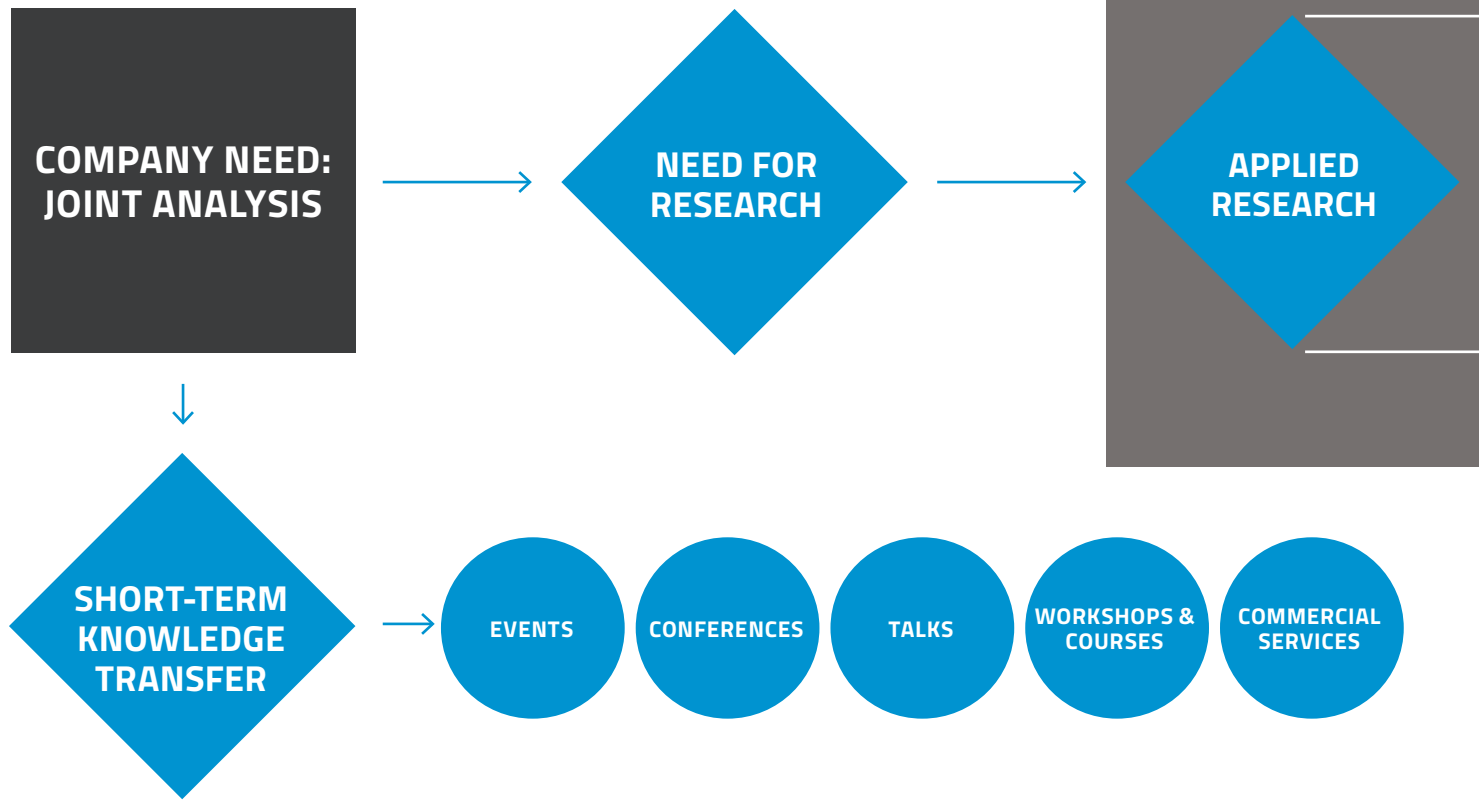 COMPANY NEED:
JOINT ANALYSIS
NEED FOR
RESEARCH
APPLIED
RESEARCH
SHORT-TERM
KNOWLEDGE
TRANSFER
EVENTS
CONFERENCES
TALKS
WORKSHOPS &
COURSES
COMMERCIAL
SERVICES